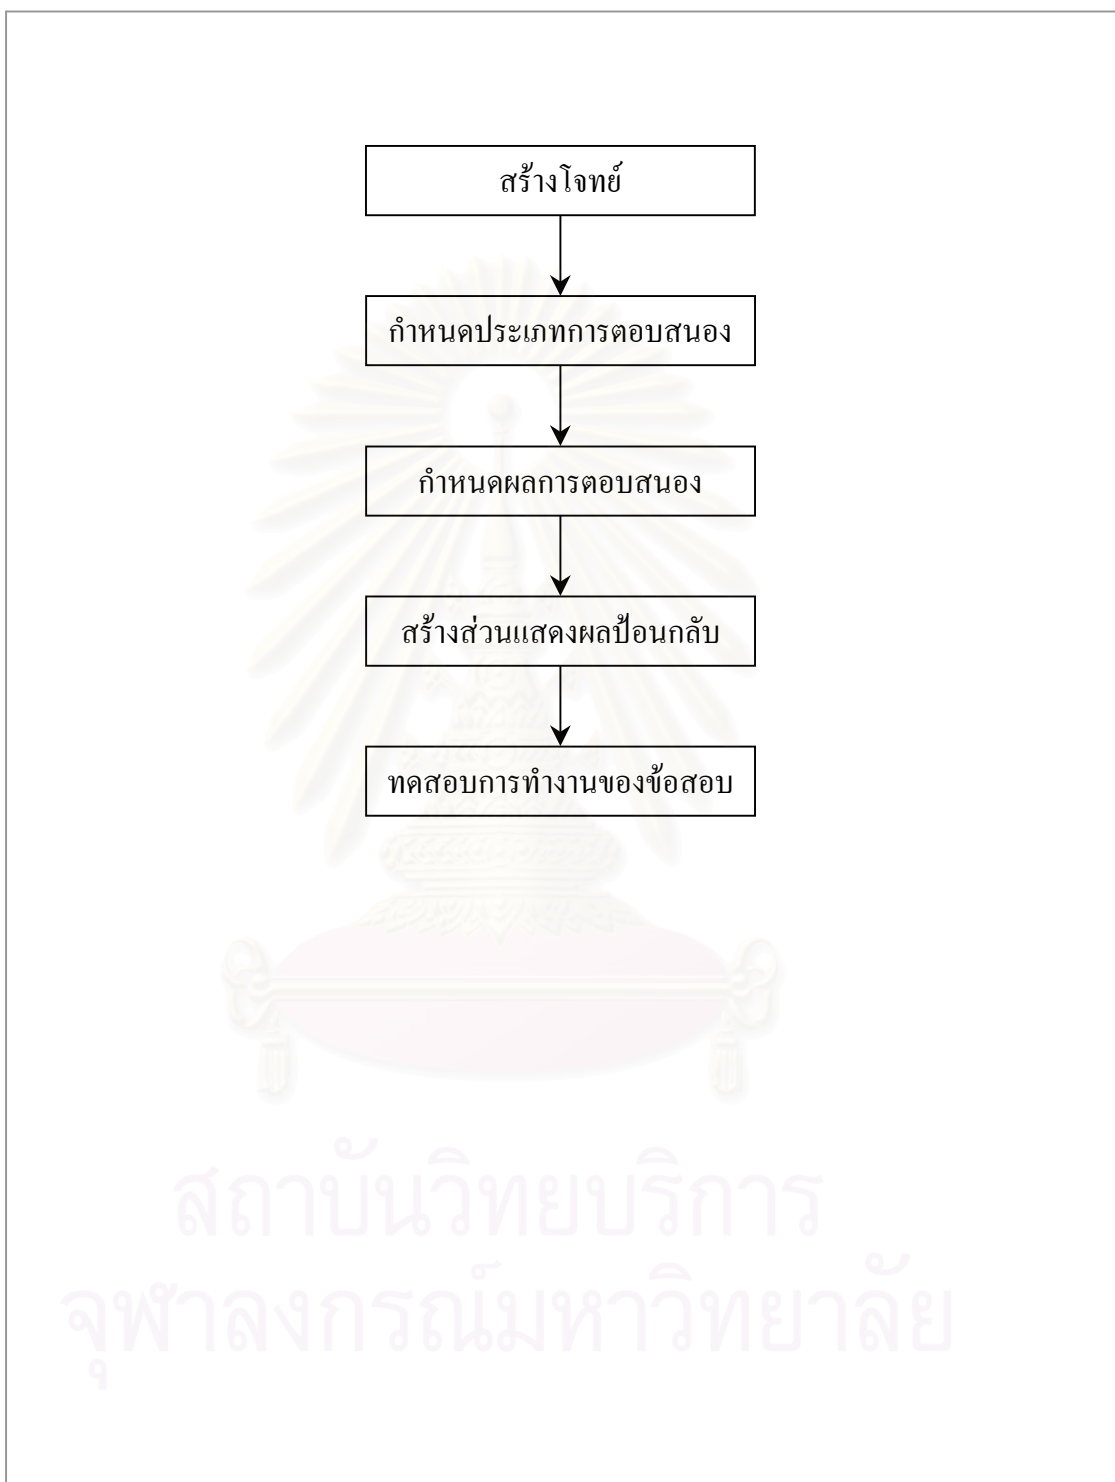 สร้างโจทย์
กำหนดประเภทการตอบสนอง
กำหนดผลการตอบสนอง
สร้างส่วนแสดงผลป้อนกลับ
ทดสอบการทำงานของข้อสอบ
สถาบันวิทยบริการ
จุฬาลงกรณ์มหาวิทยาลัย